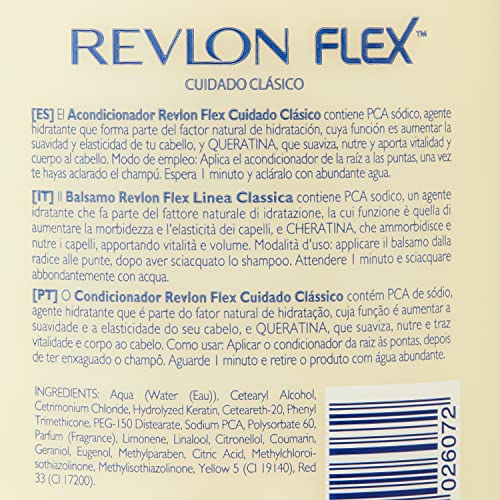 REVLON FLEX™
CUIDADO CLÁSICO
[ES] El Acondicionador Revlon Flex Cuidado Clásico contiene PCA sódico, agente
hidratante que forma parte del factor natural de hidratación, cuya función es aumentar la
suavidad y elasticidad de tu cabello, y QUERATINA, que suaviza, nutre y aporta vitalidad y
cuerpo al cabello. Modo de empleo: Aplica el acondicionador de la raíz a las puntas, una vez
te hayas aclarado el champú. Espera 1 minuto y acláralo con abundante agua.
[IT] Il Balsamo Revlon Flex Linea Classica contiene PCA sodico, un agente
idratante che fa parte del fattore naturale di idratazione, la cui funzione è quella di
aumentare la morbidezza e l'elasticità dei capelli, e CHERATINA, che ammorbidisce e
nutre i capelli, apportando vitalità e volume. Modalità d'uso: applicare il balsamo dalla
radice alle punte, dopo aver sciacquato lo shampoo. Attendere 1 minuto e sciacquare
abbondantemente con acqua.
[PT] O Condicionador Revlon Flex Cuidado Clássico contém PCA de sódio,
agente hidratante que é parte do fator natural de hidratação, cuja função é aumentar a
suavidade e a elasticidade do seu cabelo, e QUERATINA, que suaviza, nutre e traz
vitalidade e corpo ao cabelo. Como usar: Aplicar o condicionador da raiz às pontas, depois
de ter enxaguado o champô. Aguarde 1 minuto e retire o produto com água abundante.
INGREDIENTS: Aqua (Water (Eau)), Cetearyl Alcohol,
Cetrimonium Chloride, Hydrolyzed Keratin, Ceteareth-20, Phenyl
Trimethicone, PEG-150 Distearate, Sodium PCA, Polysorbate 60,
Parfum (Fragrance), Limonene, Linalool, Citronellol, Coumarin,
Geraniol, Eugenol, Methylparaben, Citric Acid, Methylchloro-
isothiazolinone, Methylisothiazolinone, Yellow 5 (CI 19140), Red
33 (CI 17200).
026072